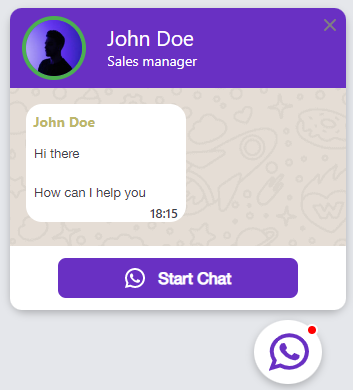 John Doe
Sales manager
John Doe
Hi there
How can I help you
18:15
Start Chat